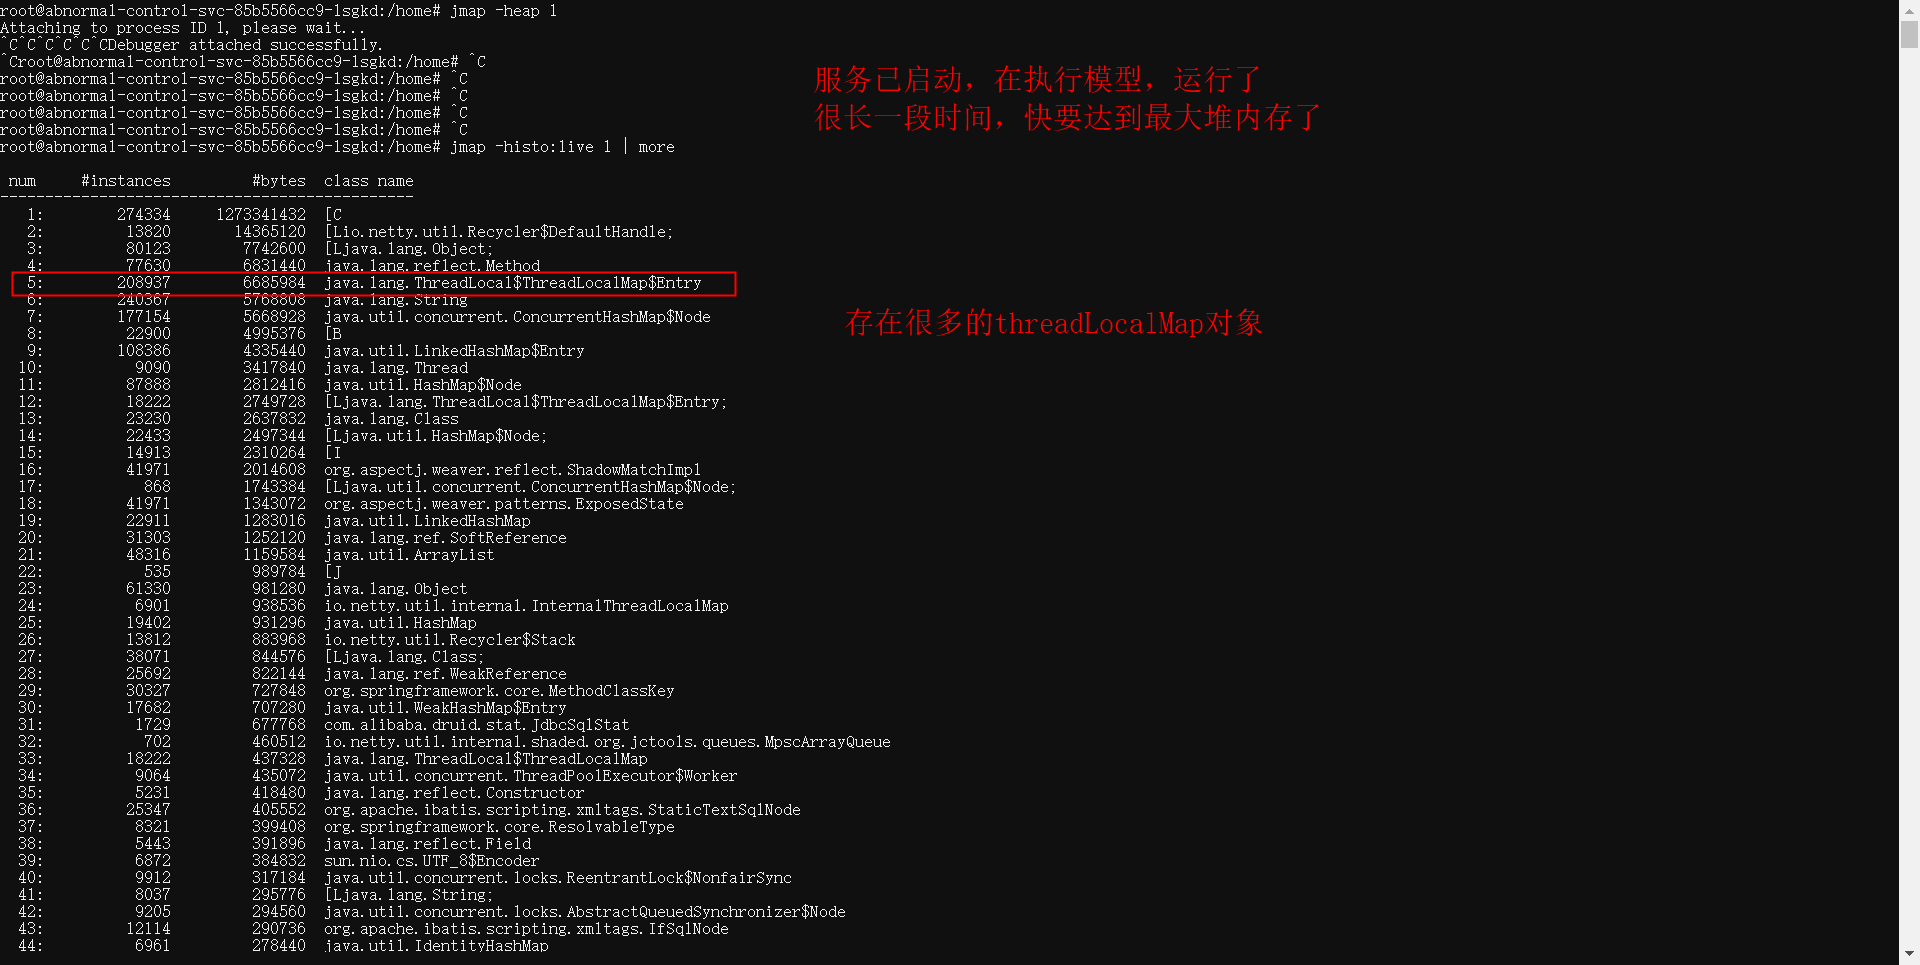 root@abnormal-control-svc-85b5566cc9-lsgkd:/home# jmap -heap 1
Attaching to process ID 1, please wait...
^C^C^C^C^C^CDebugger attached successfully.
^Croot@abnormal-control-svc-85b5566cc9-lsgkd:/home# ^C
root@abnormal-control-svc-85b5566cc9-lsgkd:/home# ^C
root@abnormal-control-svc-85b5566cc9-lsgkd:/home# ^C
root@abnormal-control-svc-85b5566cc9-lsgkd:/home# ^C
root@abnormal-control-svc-85b5566cc9-lsgkd:/home# ^C
服务已启动，在执行模型，运行了
很长一段时间，快要达到最大堆内存了
root@abnormal-control-svc-85b5566cc9-lsgkd:/home# jmap -histo:live 1 | more
num #instances #bytes class name
----------------------------------------------
1: 274334 1273341432 [C
2: 13820 14365120 [Lio.netty.util.Recycler$DefaultHandle;
3: 80123 7742600 [Ljava.lang.Object;
4: 77630 6831440 java.lang.reflect.Method
5: 208937 6685984 java.lang.ThreadLocal$ThreadLocalMap$Entry
6: 240367 5768808 java.lang.String
7: 177154 5668928 java.util.concurrent.ConcurrentHashMap$Node
存在很多的threadLocalMap对象
8: 22900 4995376 [B
9: 108386 4335440 java.util.LinkedHashMap$Entry
10: 9090 3417840 java.lang.Thread
11: 87888 2812416 java.util.HashMap$Node
12: 18222 2749728 [Ljava.lang.ThreadLocal$ThreadLocalMap$Entry;
13: 23230 2637832 java.lang.Class
14: 22433 2497344 [Ljava.util.HashMap$Node;
15: 14913 2310264 [I
16: 41971 2014608 org.aspectj.weaver.reflect.ShadowMatchImpl
17: 868 1743384 [Ljava.util.concurrent.ConcurrentHashMap$Node;
18: 41971 1343072 org.aspectj.weaver.patterns.ExposedState
19: 22911 1283016 java.util.LinkedHashMap
20: 31303 1252120 java.lang.ref.SoftReference
21: 48316 1159584 java.util.ArrayList
22: 535 989784 [J
23: 61330 981280 java.lang.Object
24: 6901 938536 io.netty.util.internal.InternalThreadLocalMap
25: 19402 931296 java.util.HashMap
26: 13812 883968 io.netty.util.Recycler$Stack
27: 38071 844576 [Ljava.lang.Class;
28: 25692 822144 java.lang.ref.WeakReference
29: 30327 727848 org.springframework.core.MethodClassKey
30: 17682 707280 java.util.WeakHashMap$Entry
31: 1729 677768 com.alibaba.druid.stat.JdbcSqlStat
32: 702 460512 io.netty.util.internal.shaded.org.jctools.queues.MpscArrayQueue
33: 18222 437328 java.lang.ThreadLocal$ThreadLocalMap
34: 9064 435072 java.util.concurrent.ThreadPoolExecutor$Worker
35: 5231 418480 java.lang.reflect.Constructor
36: 25347 405552 org.apache.ibatis.scripting.xmltags.StaticTextSqlNode
37: 8321 399408 org.springframework.core.ResolvableType
38: 5443 391896 java.lang.reflect.Field
39: 6872 384832 sun.nio.cs.UTF_8$Encoder
40: 9912 317184 java.util.concurrent.locks.ReentrantLock$NonfairSync
41: 8037 295776 [Ljava.lang.String;
42: 9205 294560 java.util.concurrent.locks.AbstractQueuedSynchronizer$Node
43: 12114 290736 org.apache.ibatis.scripting.xmltags.IfSqlNode
44: 6961 278440 java.util.IdentityHashMap